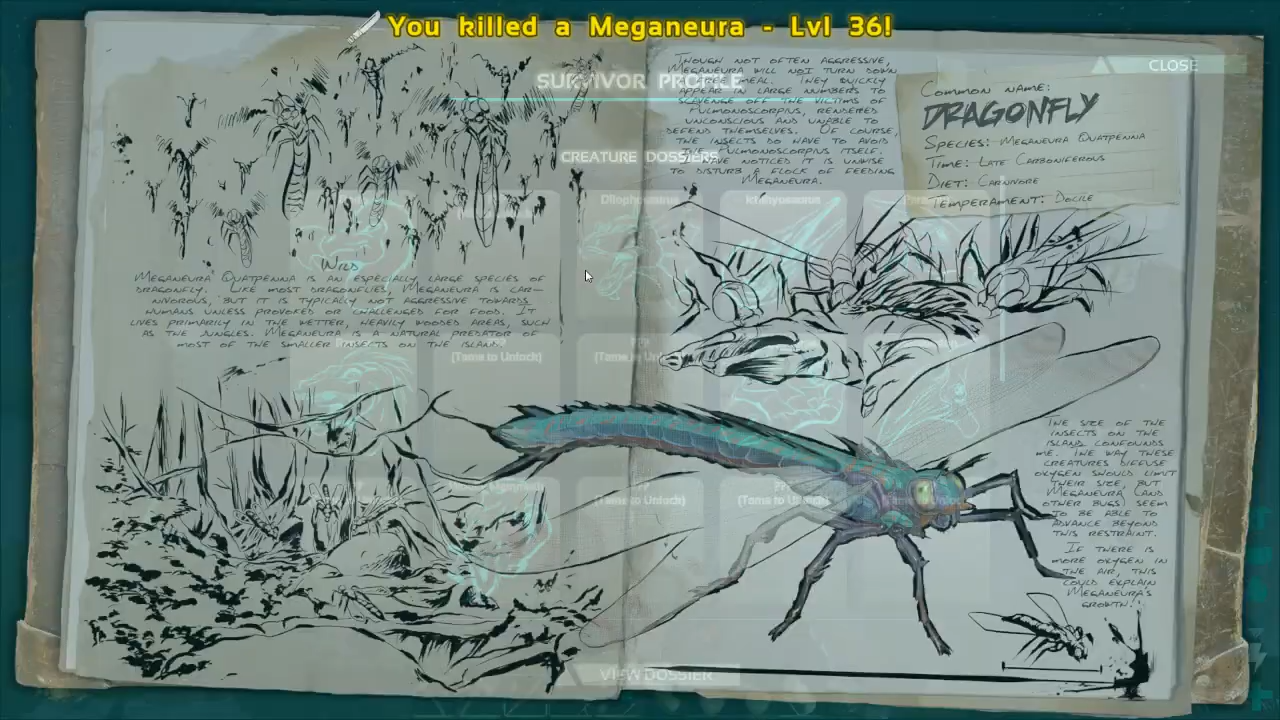 You killed a Meganeura - Lvl 36!
SURVIVOR PROFILE
CLOSE
CREATURE DOSSIERS
Wild
Meganeura Quatpenna is an especially large species of
dragonfly. Like most dragonflies, Meganeura is car-
nivorous, but it is typically not aggressive towards
humans unless provoked or challenged for food. It
lives primarily in the wetter, heavily wooded areas, such
as the jungles. Meganeura is a natural predator of
most of the smaller insects on the island.
Though not often aggressive,
Meganeura will not turn down
free meal. They quickly
appear in large numbers to
scavenge off the victims of
Pulmonoscorpius, rendered
unconscious and unable to
defend themselves. Of course,
the insects do have to avoid
the Pulmonoscorpius itself.
I have noticed it is unwise
to disturb a flock of feeding
Meganeura.
Common name:
DRAGONFLY
Species: Meganeura Quatpenna
Time: Late Carboniferous
Diet: Carnivore
Temperament: Docile
Dilophosaurus
Ichthyosaurus
???
(Tame to Unlock)
(Tame to Unlock)
???
(Tame to Unlock)
???
(Tame to Unlock)
The size of the
insects on the
island confounds
me. The way these
creatures diffuse
oxygen should limit
their size, but
Meganeura (and
other bugs) seem
to be able to
advance beyond
this restraint.
If there is
more oxygen in
the air, this
could explain
Meganeura's
growth!
VIEW DOSSIER